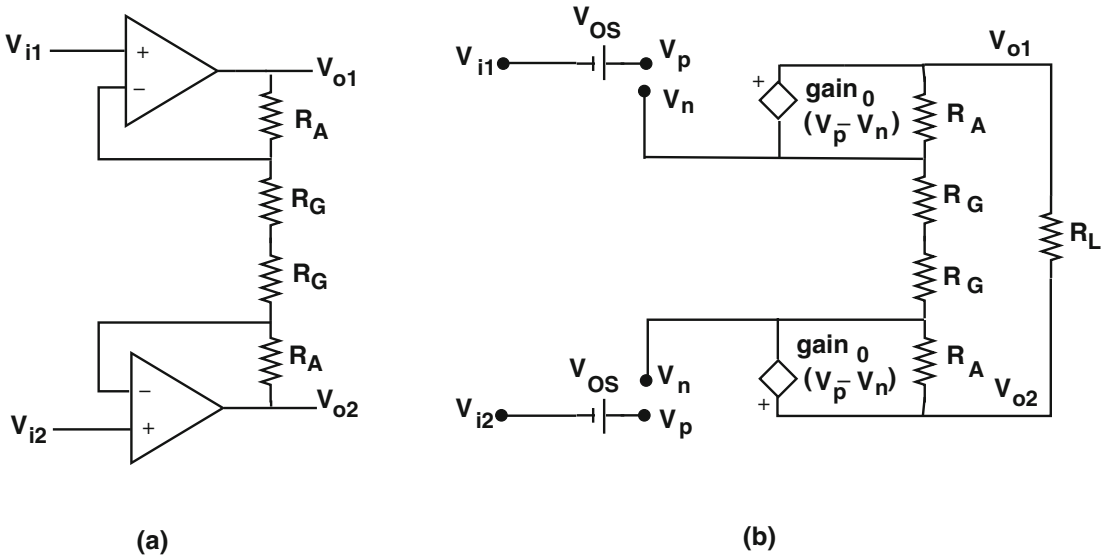 V_i1
+
−
V_o1
R_A
R_G
R_G
R_A
−
+
V_i2
V_o2
(a)
V_OS
V_i1
V_p
V_n
+
gain_0
(V_p − V_n)
V_o1
R_A
R_G
R_L
R_G
V_OS
V_n
V_i2
V_p
gain_0
(V_p − V_n)
+
R_A
V_o2
(b)